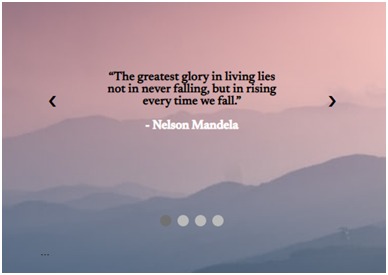 “The greatest glory in living lies
not in never falling, but in rising
every time we fall.”
- Nelson Mandela